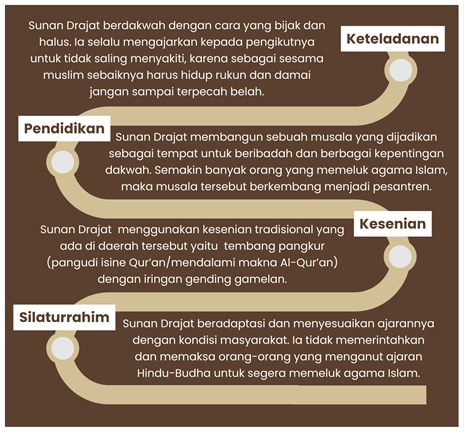 Sunan Drajat berdakwah dengan cara yang bijak dan
halus. Ia selalu mengajarkan kepada pengikutnya
untuk tidak saling menyakiti, karena sebagai sesama
muslim sebaiknya harus hidup rukun dan damai
jangan sampai terpecah belah.
Keteladanan
Pendidikan
Sunan Drajat membangun sebuah musala yang dijadikan
sebagai tempat untuk beribadah dan berbagai kepentingan
dakwah. Semakin banyak orang yang memeluk agama Islam,
maka musala tersebut berkembang menjadi pesantren.
Kesenian
Sunan Drajat menggunakan kesenian tradisional yang
ada di daerah tersebut yaitu tembang pangkur
(pangudi isine Qur'an/mendalami makna Al-Qur'an)
dengan iringan gending gamelan.
Silaturrahim
Sunan Drajat beradaptasi dan menyesuaikan ajarannya
dengan kondisi masyarakat. Ia tidak memerintahkan
dan memaksa orang-orang yang menganut ajaran
Hindu-Budha untuk segera memeluk agama Islam.